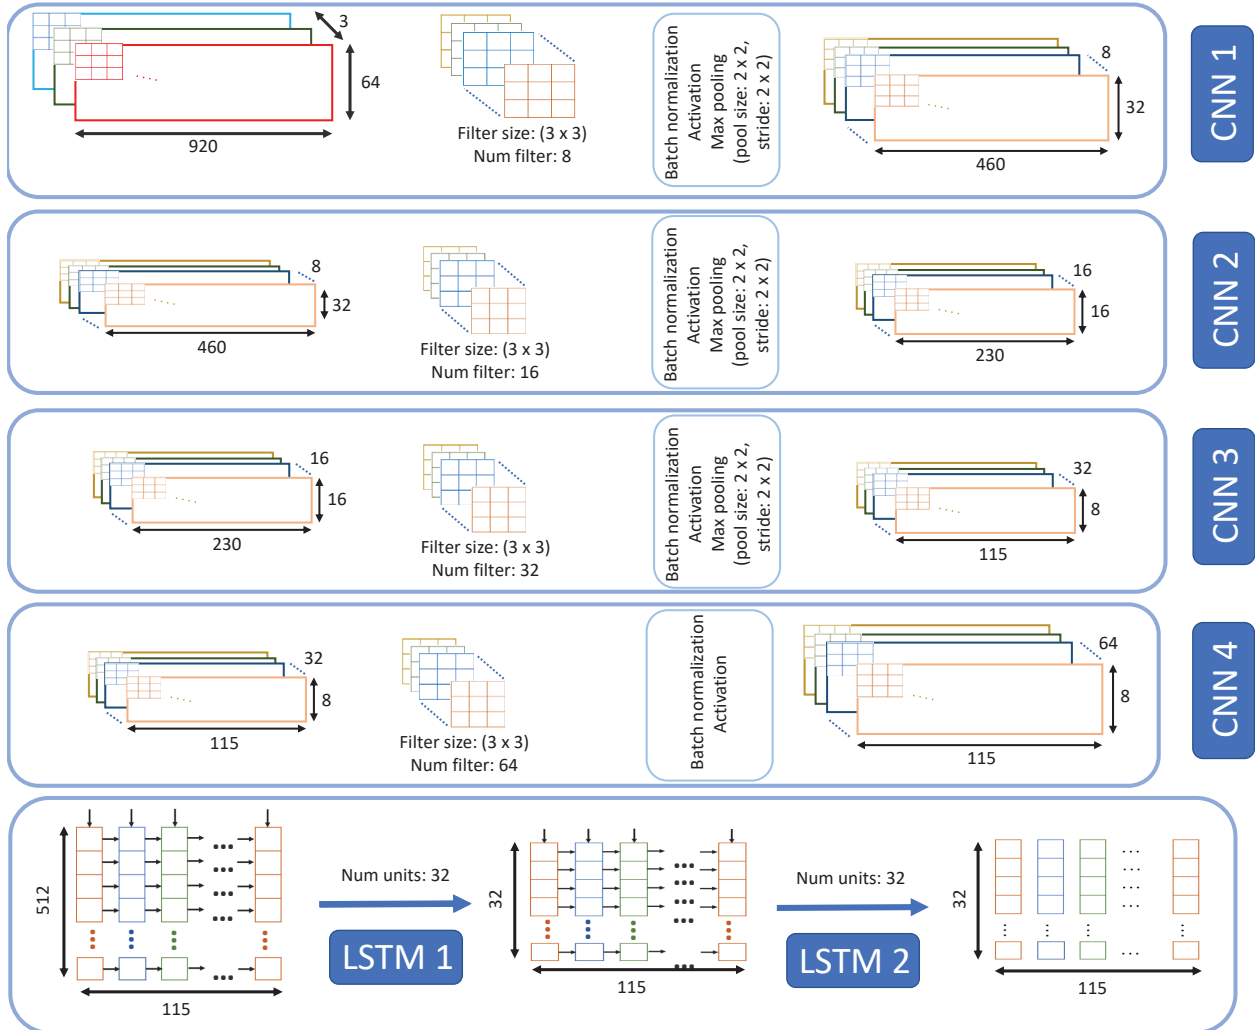 3
64
920
Filter size: (3 x 3)
Num filter: 8
Batch normalization
Activation
Max pooling
(pool size: 2 x 2,
stride: 2 x 2)
8
32
460
CNN 1
8
32
460
Filter size: (3 x 3)
Num filter: 16
Batch normalization
Activation
Max pooling
(pool size: 2 x 2,
stride: 2 x 2)
16
16
230
CNN 2
16
16
230
Filter size: (3 x 3)
Num filter: 32
Batch normalization
Activation
Max pooling
(pool size: 2 x 2,
stride: 2 x 2)
32
8
115
CNN 3
32
8
115
Filter size: (3 x 3)
Num filter: 64
Batch normalization
Activation
64
8
115
CNN 4
512
115
Num units: 32
LSTM 1
32
115
Num units: 32
LSTM 2
32
115